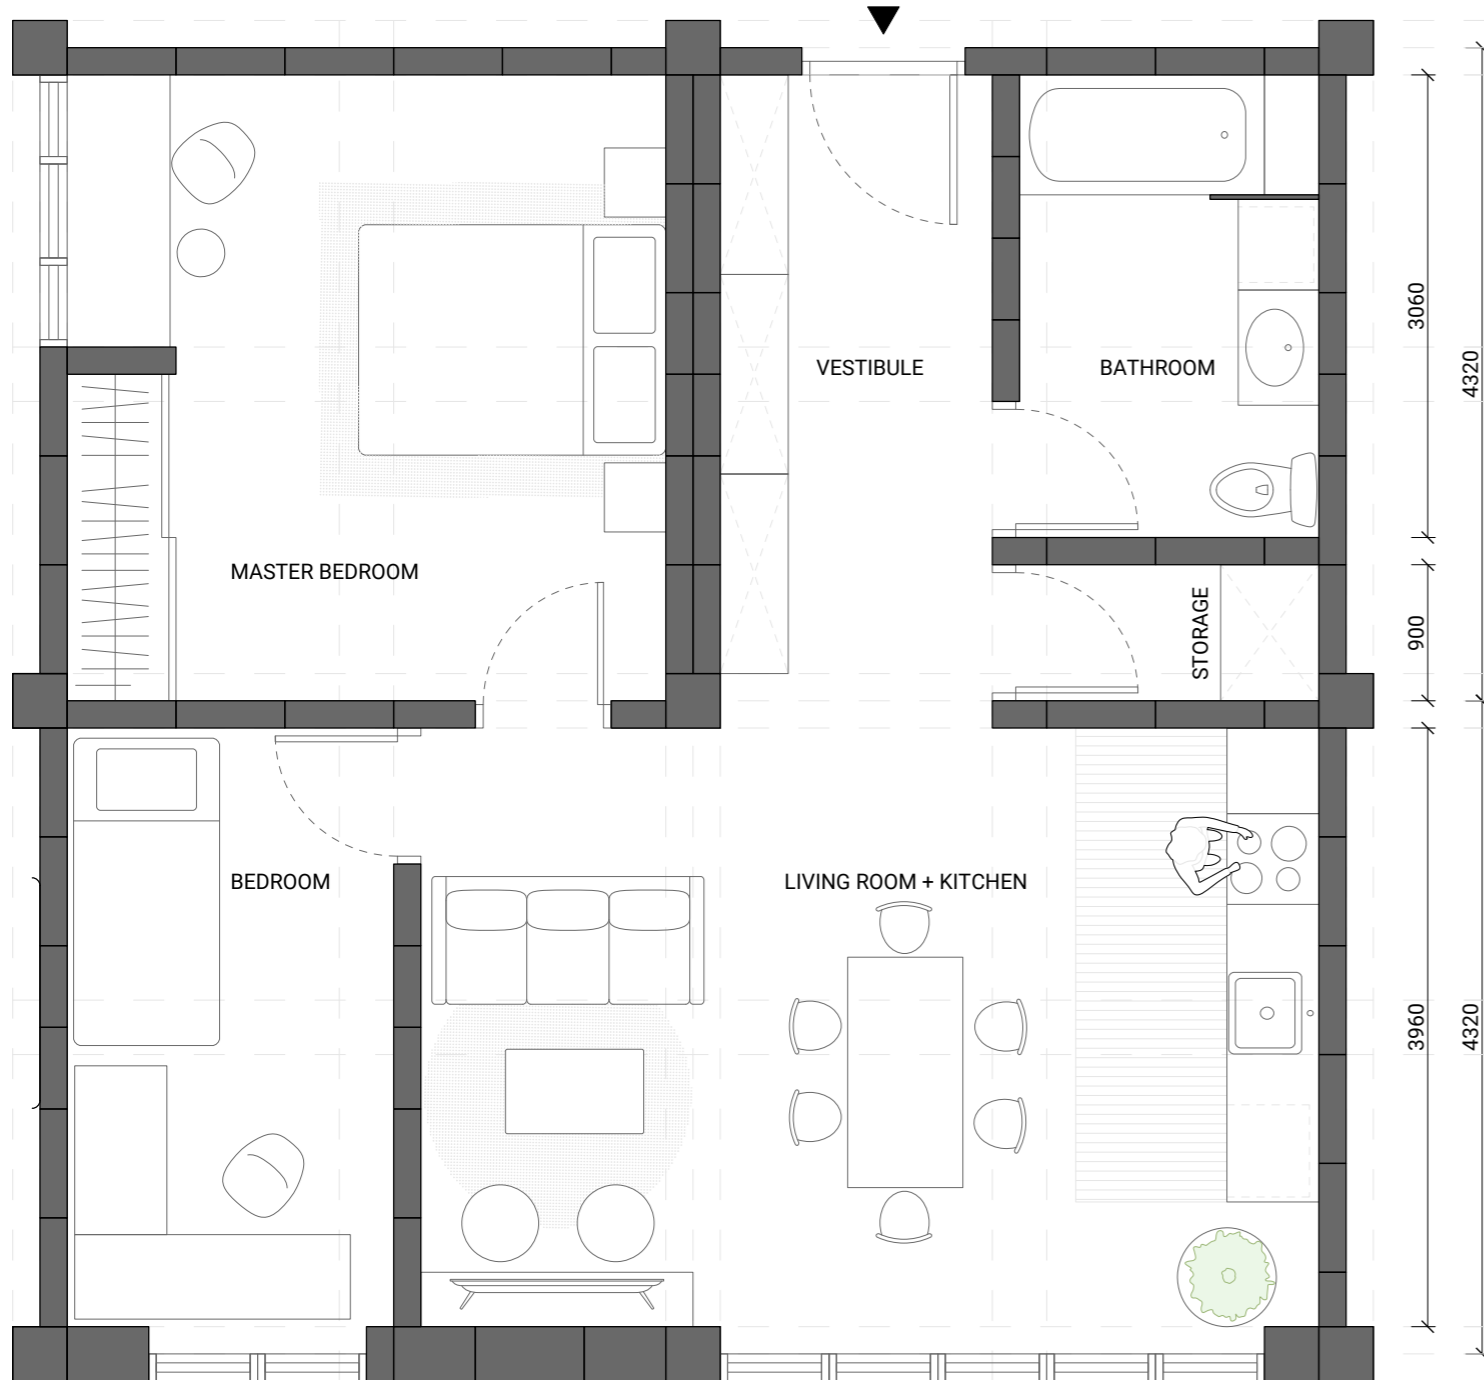 3060
4320
VESTIBULE
BATHROOM
MASTER BEDROOM
STORAGE
900
BEDROOM
LIVING ROOM + KITCHEN
3960
4320